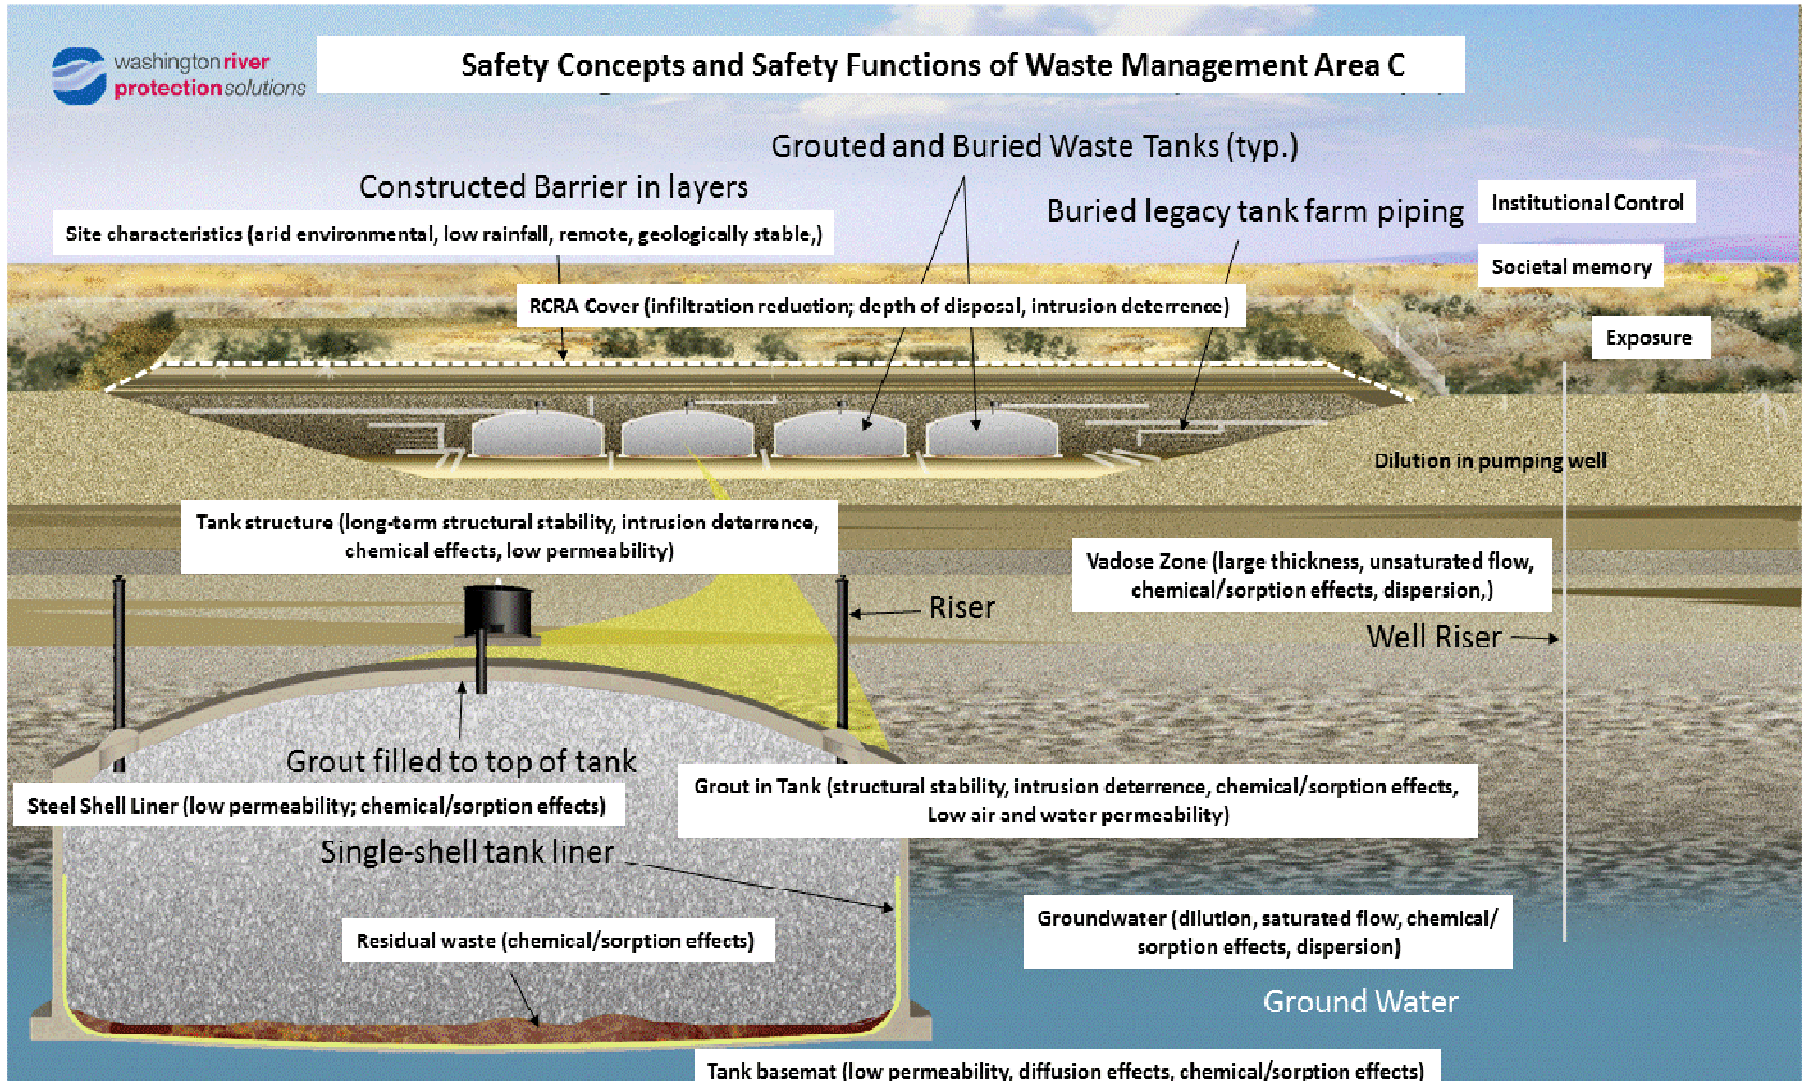 washington river
protection solutions
Safety Concepts and Safety Functions of Waste Management Area C
Grouted and Buried Waste Tanks (typ.)
Constructed Barrier in layers
Buried legacy tank farm piping
Institutional Control
Site characteristics (arid environmental, low rainfall, remote, geologically stable,)
Societal memory
RCRA Cover (infiltration reduction; depth of disposal, intrusion deterrence)
Exposure
Dilution in pumping well
Tank structure (long-term structural stability, intrusion deterrence,
chemical effects, low permeability)
Vadose Zone (large thickness, unsaturated flow,
chemical/sorption effects, dispersion,)
Riser
Well Riser
Grout filled to top of tank
Steel Shell Liner (low permeability; chemical/sorption effects)
Grout in Tank (structural stability, intrusion deterrence, chemical/sorption effects,
Low air and water permeability)
Single-shell tank liner
Residual waste (chemical/sorption effects)
Groundwater (dilution, saturated flow, chemical/
sorption effects, dispersion)
Ground Water
Tank basemat (low permeability, diffusion effects, chemical/sorption effects)